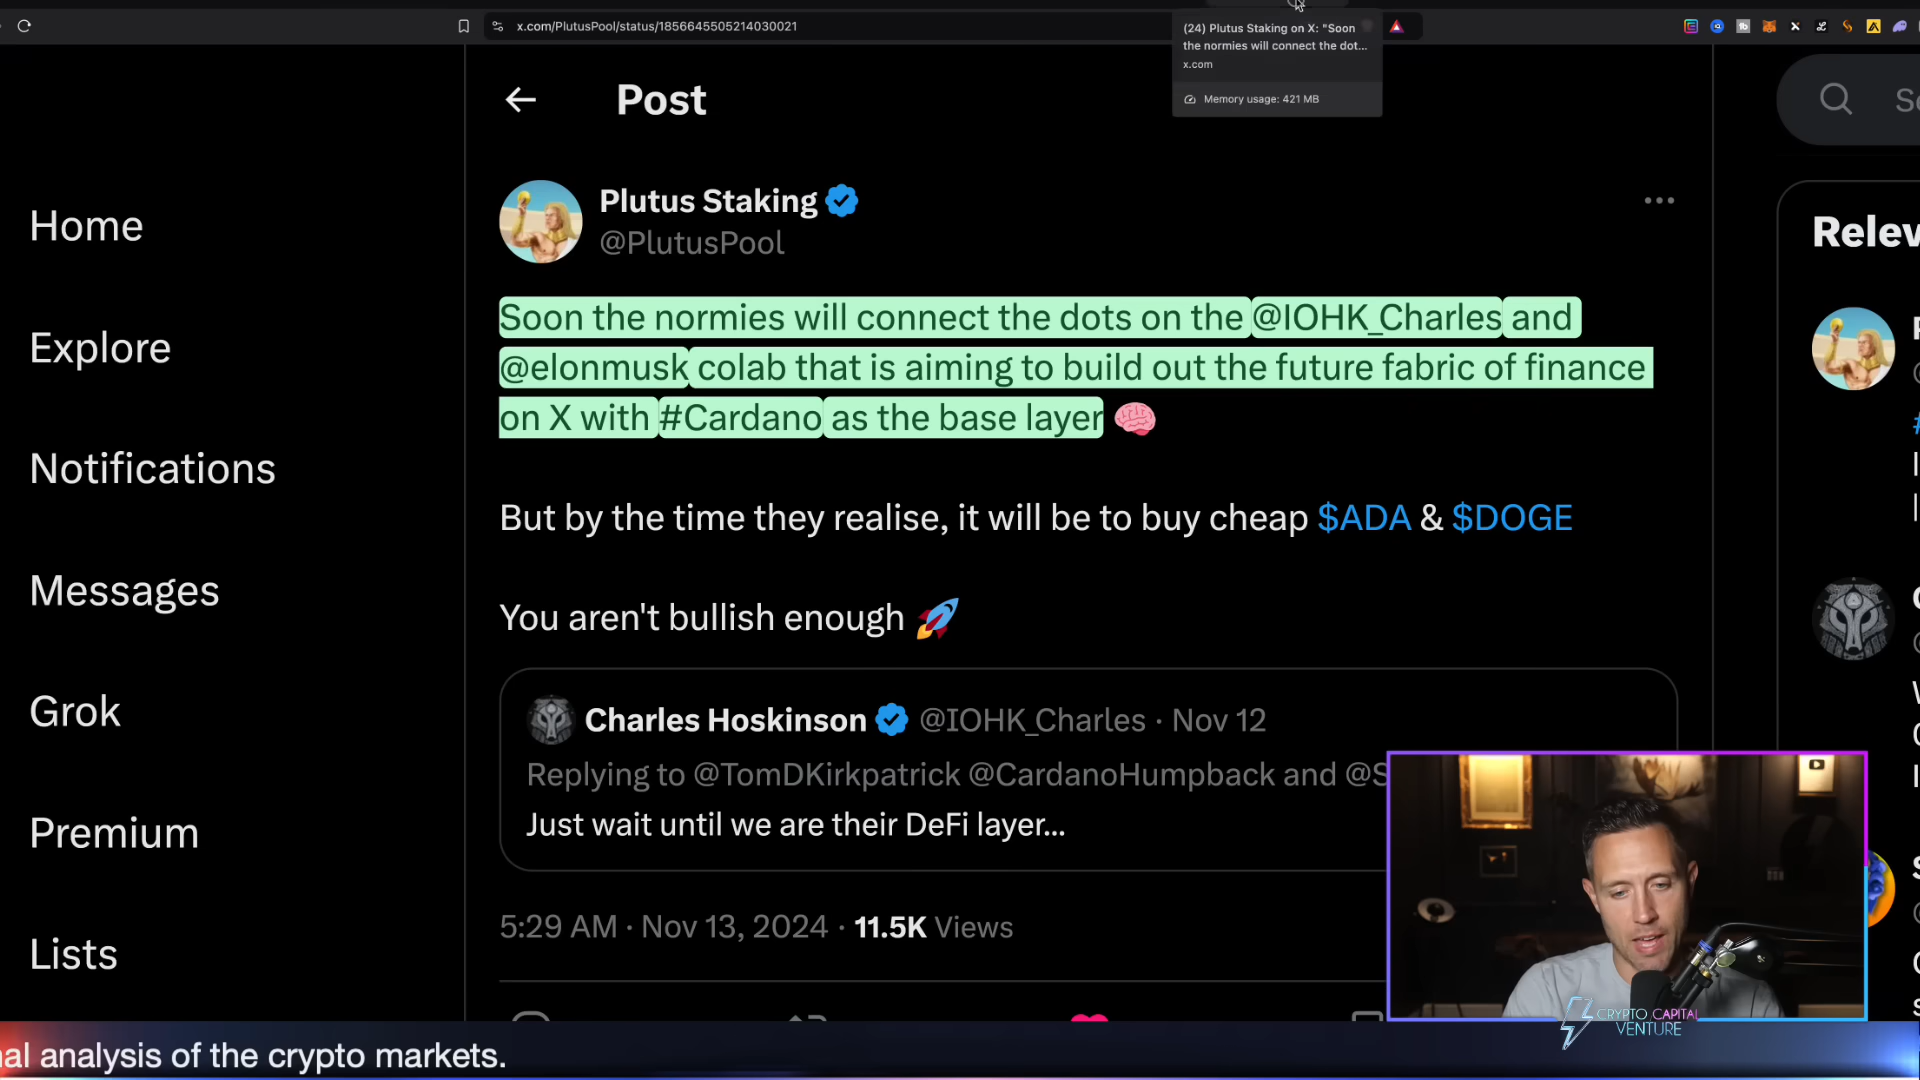 x.com/PlutusPool/status/1856645505214030021
(24) Plutus Staking on X: "Soon
the normies will connect the dot...
x.com
Memory usage: 421 MB
Post
Home
Explore
Notifications
Messages
Grok
Premium
Lists
Plutus Staking
@PlutusPool
Soon the normies will connect the dots on the @IOHK_Charles and
@elonmusk colab that is aiming to build out the future fabric of finance
on X with #Cardano as the base layer 🧠
But by the time they realise, it will be to buy cheap $ADA & $DOGE
You aren't bullish enough 🚀
Charles Hoskinson @IOHK_Charles · Nov 12
Replying to @TomDKirkpatrick @CardanoHumpback and @S
Just wait until we are their DeFi layer...
5:29 AM · Nov 13, 2024 · 11.5K Views
Relev
CRYPTO CAPITAL
VENTURE
al analysis of the crypto markets.